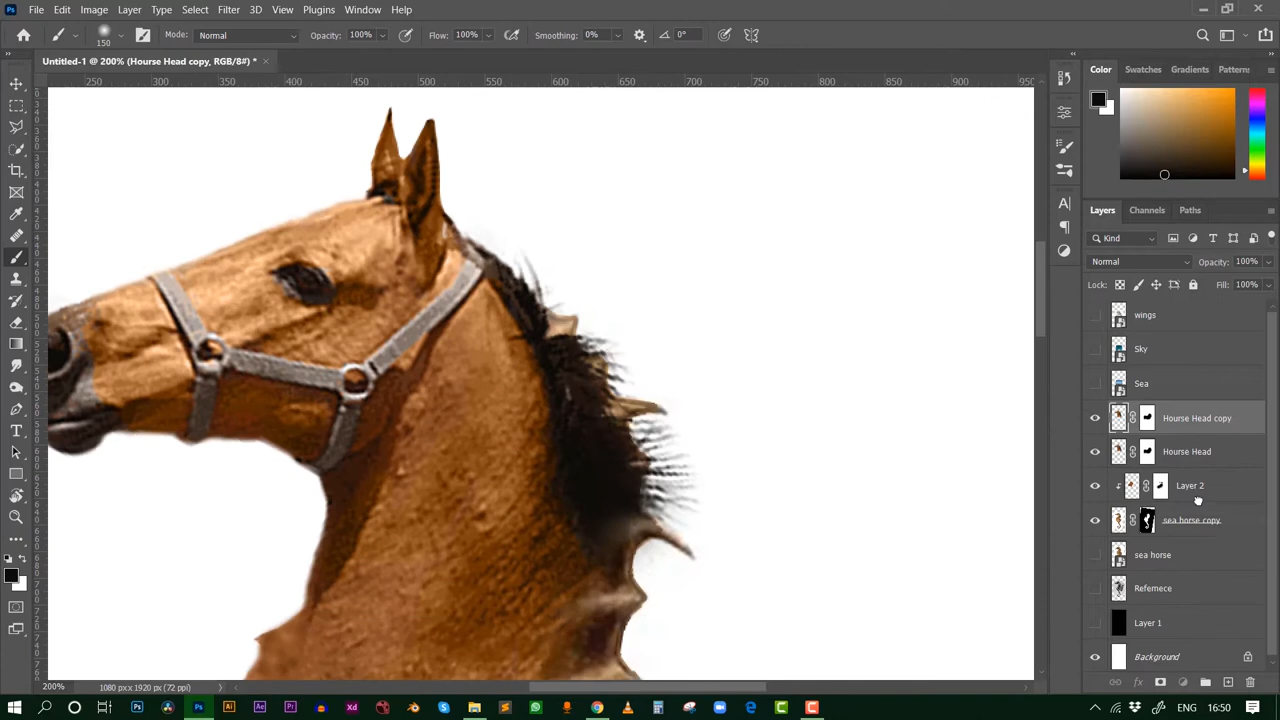 Ps File Edit Image Layer Type Select Filter 3D View Plugins Window Help
150 Mode: Normal Opacity: 100% Flow: 100% Smoothing: 0% 0°
Untitled-1 @ 200% (Hourse Head copy, RGB/8#) *
250 300 350 400 450 500 550 600 650 700 750 800 850 900 950
Color Swatches Gradients Patterns
Layers Channels Paths
Kind
Normal Opacity: 100%
Lock: Fill: 100%
wings
Sky
Sea
Hourse Head copy
Hourse Head
Layer 2
sea horse copy
sea horse
Refernece
Layer 1
Background
200% 1080 px x 1920 px (72 ppi)
ENG 16:50